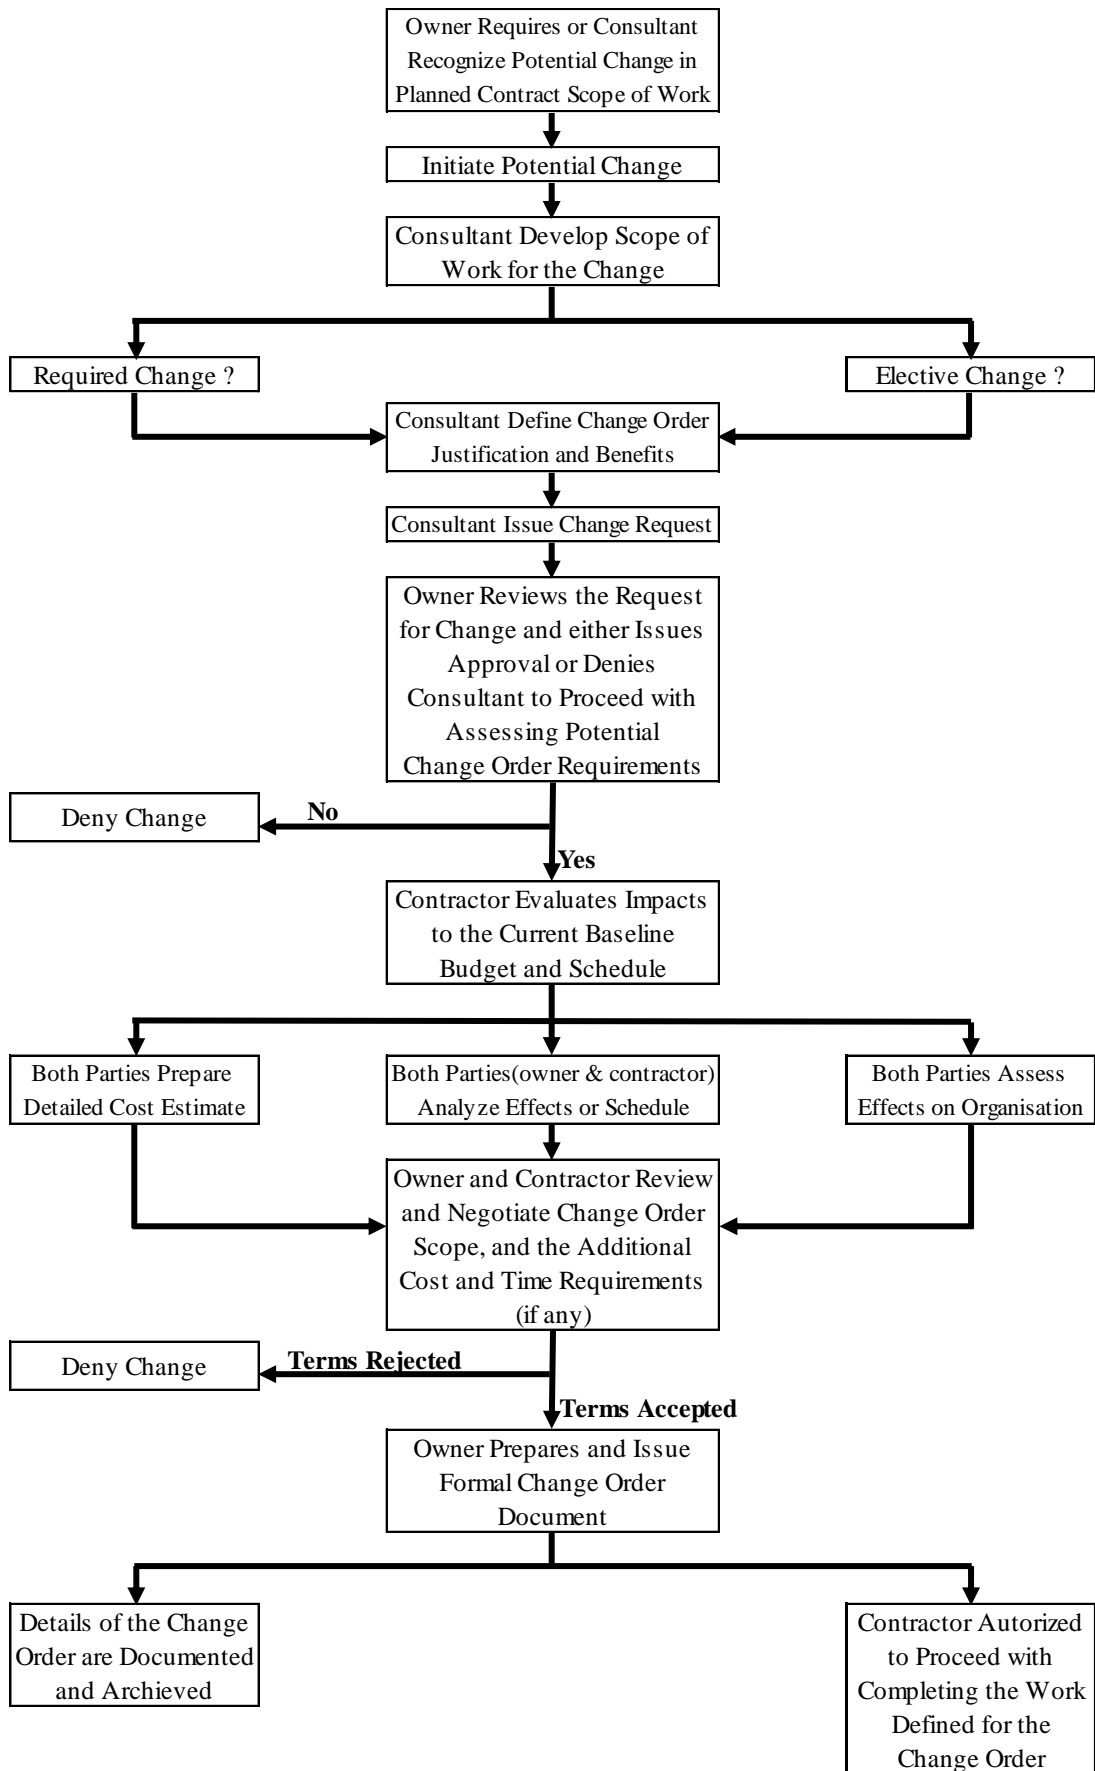 Owner Requires or Consultant
Recognize Potential Change in
Planned Contract Scope of Work
Initiate Potential Change
Consultant Develop Scope of
Work for the Change
Required Change ?
Elective Change ?
Consultant Define Change Order
Justification and Benefits
Consultant Issue Change Request
Owner Reviews the Request
for Change and either Issues
Approval or Denies
Consultant to Proceed with
Assessing Potential
Change Order Requirements
Deny Change
No
Yes
Contractor Evaluates Impacts
to the Current Baseline
Budget and Schedule
Both Parties Prepare
Detailed Cost Estimate
Both Parties(owner & contractor)
Analyze Effects or Schedule
Both Parties Assess
Effects on Organisation
Owner and Contractor Review
and Negotiate Change Order
Scope, and the Additional
Cost and Time Requirements
(if any)
Deny Change
Terms Rejected
Terms Accepted
Owner Prepares and Issue
Formal Change Order
Document
Details of the Change
Order are Documented
and Archieved
Contractor Autorized
to Proceed with
Completing the Work
Defined for the
Change Order